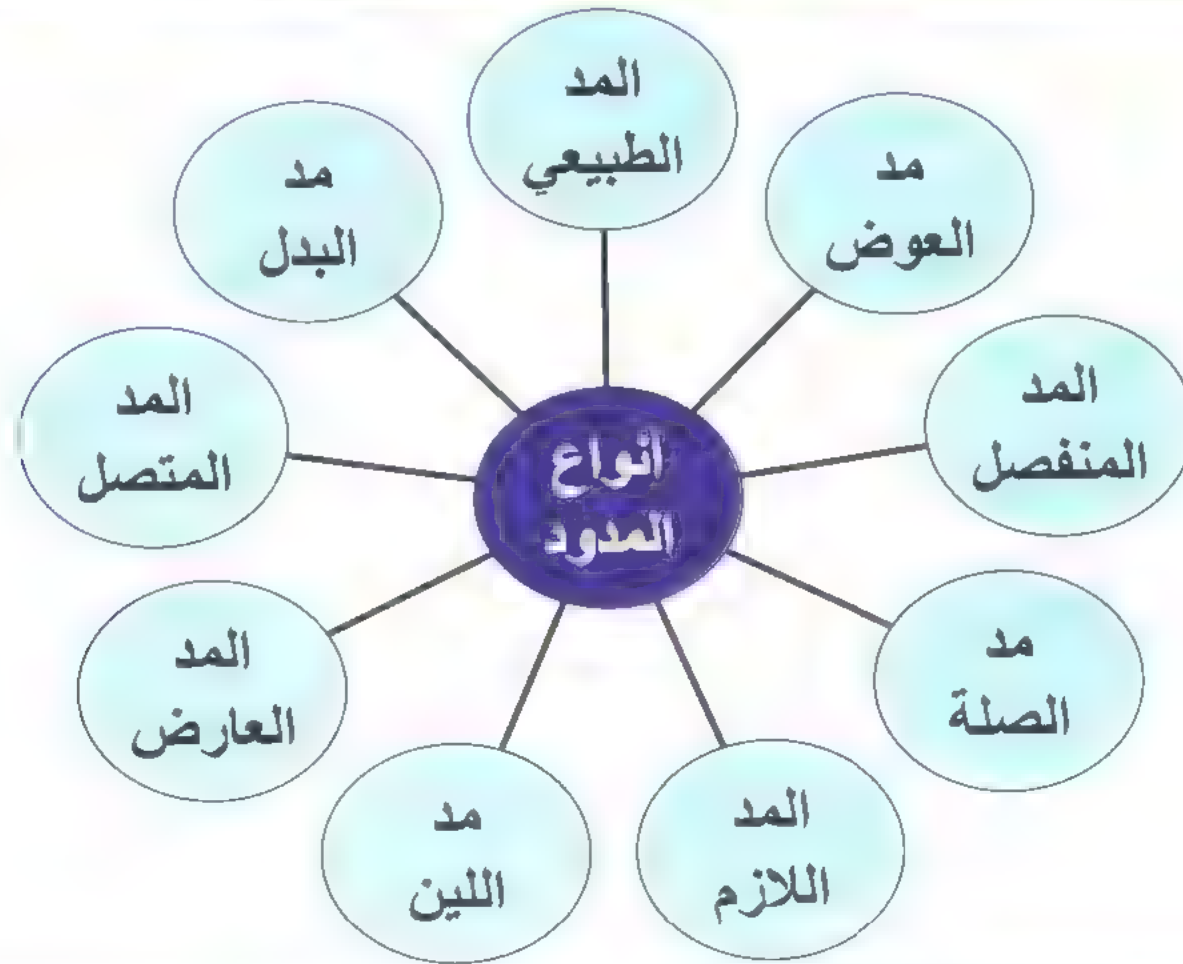 أنواع
المدود
المد
الطبيعي
مد
العوض
المد
المنفصل
مد
الصلة
المد
اللازم
مد
اللين
المد
العارض
المد
المتصل
مد
البدل